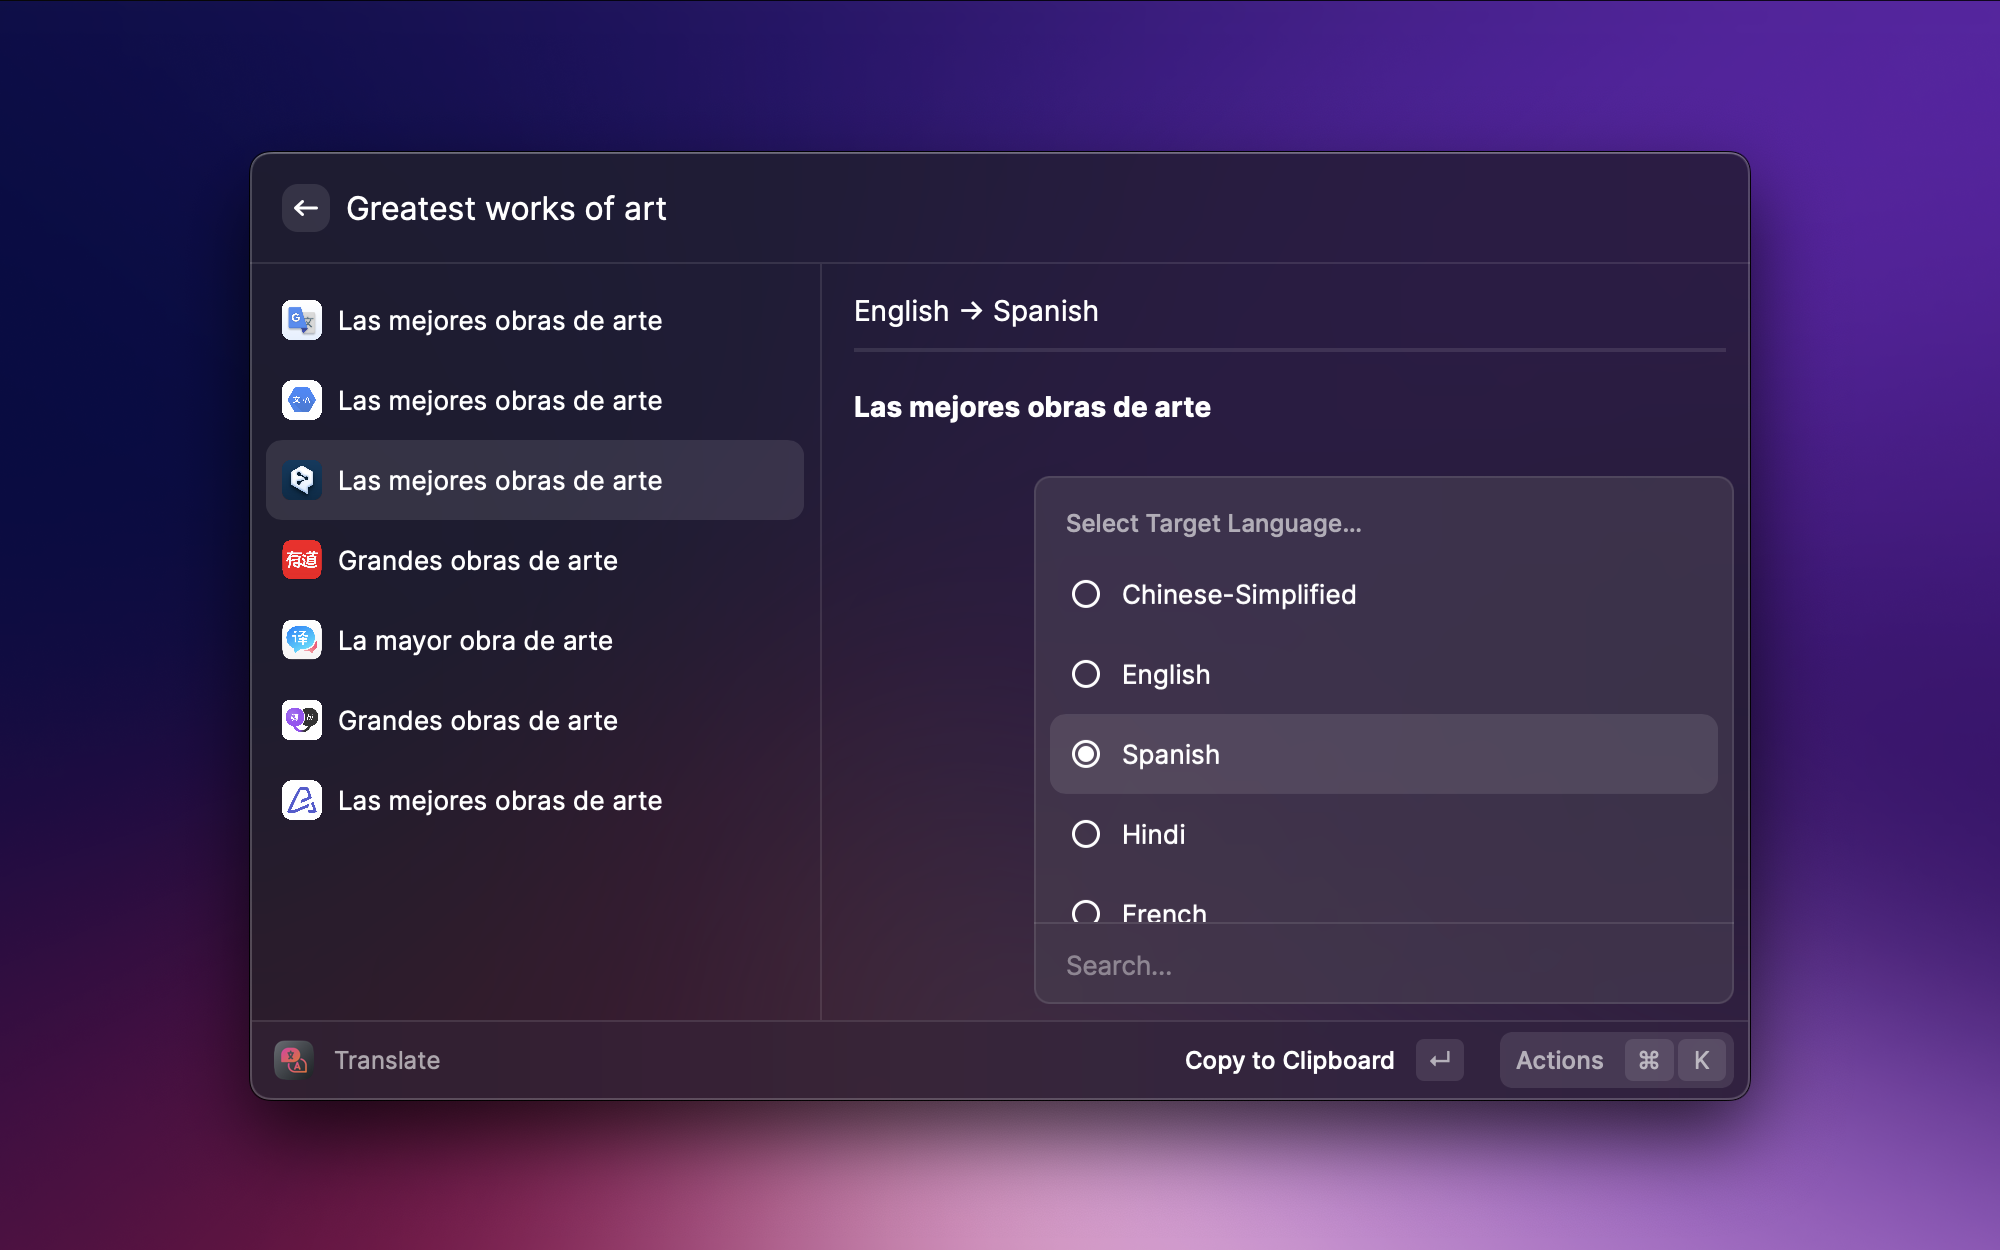 Greatest works of art
Las mejores obras de arte
Las mejores obras de arte
Las mejores obras de arte
有道 Grandes obras de arte
译 La mayor obra de arte
Grandes obras de arte
Las mejores obras de arte
English → Spanish
Las mejores obras de arte
Select Target Language...
Chinese-Simplified
English
Spanish
Hindi
French
Search...
Translate
Copy to Clipboard ↵
Actions ⌘ K